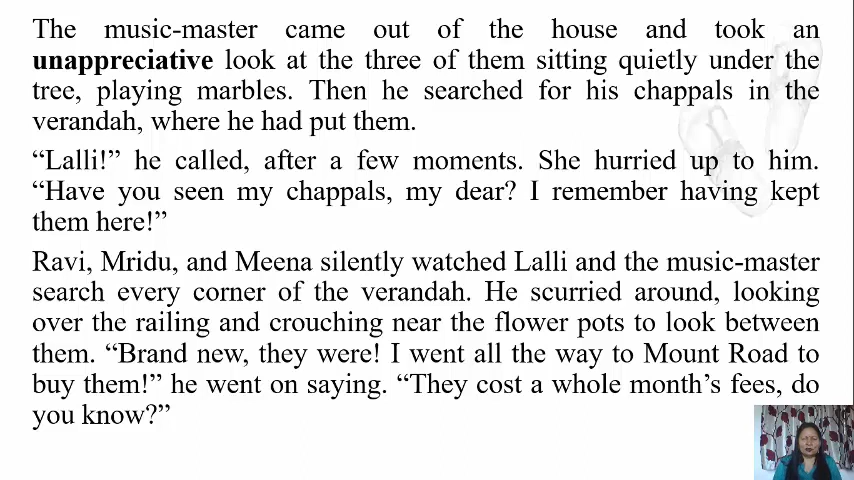 The music-master came out of the house and took an
unappreciative look at the three of them sitting quietly under the
tree, playing marbles. Then he searched for his chappals in the
verandah, where he had put them.
“Lalli!” he called, after a few moments. She hurried up to him.
“Have you seen my chappals, my dear? I remember having kept
them here!”
Ravi, Mridu, and Meena silently watched Lalli and the music-master
search every corner of the verandah. He scurried around, looking
over the railing and crouching near the flower pots to look between
them. “Brand new, they were! I went all the way to Mount Road to
buy them!” he went on saying. “They cost a whole month’s fees, do
you know?”